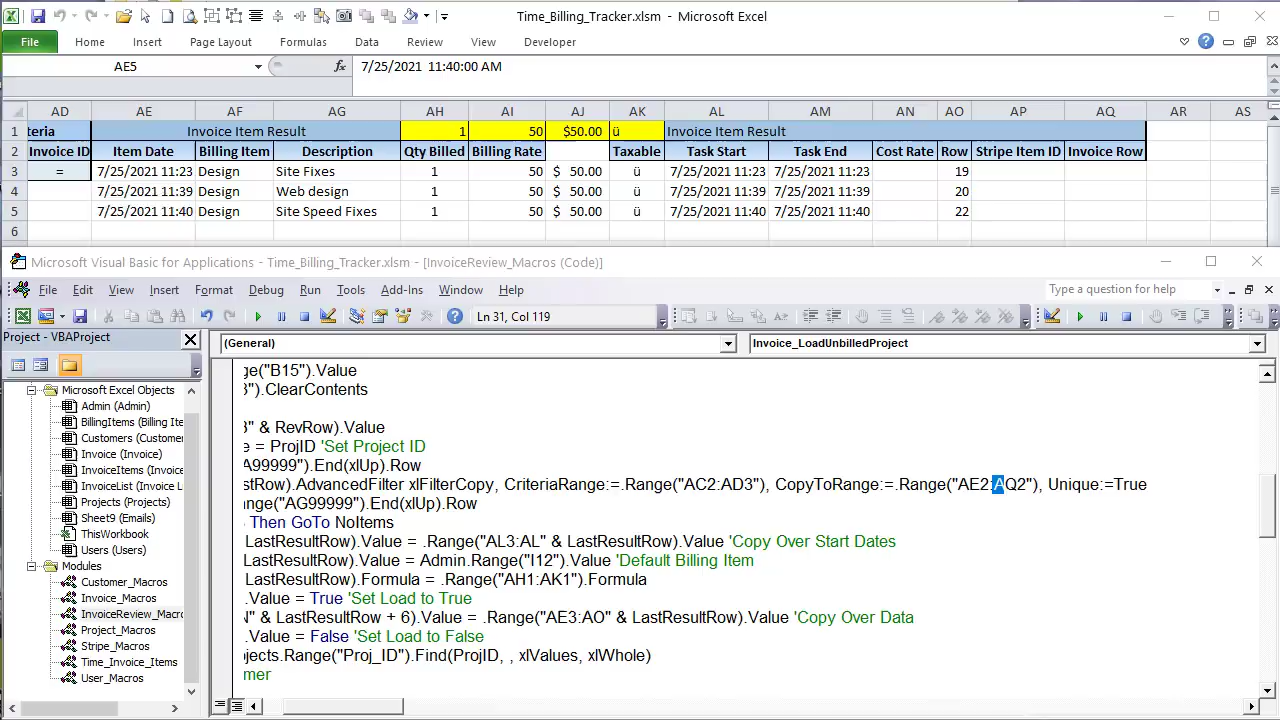 Time_Billing_Tracker.xlsm - Microsoft Excel
File Home Insert Page Layout Formulas Data Review View Developer
AE5 fx 7/25/2021 11:40:00 AM
AD AE AF AG AH AI AJ AK AL AM AN AO AP AQ AR AS
1 teria Invoice Item Result 1 50 $50.00 ü Invoice Item Result
2 Invoice ID Item Date Billing Item Description Qty Billed Billing Rate Taxable Task Start Task End Cost Rate Row Stripe Item ID Invoice Row
3 = 7/25/2021 11:23 Design Site Fixes 1 50 $ 50.00 ü 7/25/2021 11:23 7/25/2021 11:23 19
4 7/25/2021 11:39 Design Web design 1 50 $ 50.00 ü 7/25/2021 11:39 7/25/2021 11:39 20
5 7/25/2021 11:40 Design Site Speed Fixes 1 50 $ 50.00 ü 7/25/2021 11:40 7/25/2021 11:40 22
6
Microsoft Visual Basic for Applications - Time_Billing_Tracker.xlsm - [InvoiceReview_Macros (Code)]
File Edit View Insert Format Debug Run Tools Add-Ins Window Help Type a question for help
Ln 31, Col 119
Project - VBAProject
(General) Invoice_LoadUnbilledProject
Microsoft Excel Objects
Admin (Admin)
BillingItems (Billing Ite
Customers (Customer
Invoice (Invoice)
InvoiceItems (Invoice
InvoiceList (Invoice L
Projects (Projects)
Sheet9 (Emails)
ThisWorkbook
Users (Users)
Modules
Customer_Macros
Invoice_Macros
InvoiceReview_Macro
Project_Macros
Stripe_Macros
Time_Invoice_Items
User_Macros
ge("B15").Value
").ClearContents
" & RevRow).Value
e = ProjID 'Set Project ID
A99999").End(xlUp).Row
stRow).AdvancedFilter xlFilterCopy, CriteriaRange:=.Range("AC2:AD3"), CopyToRange:=.Range("AE2:AQ2"), Unique:=True
ange("AG99999").End(xlUp).Row
Then GoTo NoItems
LastResultRow).Value = .Range("AL3:AL" & LastResultRow).Value 'Copy Over Start Dates
LastResultRow).Value = Admin.Range("I12").Value 'Default Billing Item
LastResultRow).Formula = .Range("AH1:AK1").Formula
.Value = True 'Set Load to True
N" & LastResultRow + 6).Value = .Range("AE3:AO" & LastResultRow).Value 'Copy Over Data
.Value = False 'Set Load to False
ojects.Range("Proj_ID").Find(ProjID, , xlValues, xlWhole)
mer